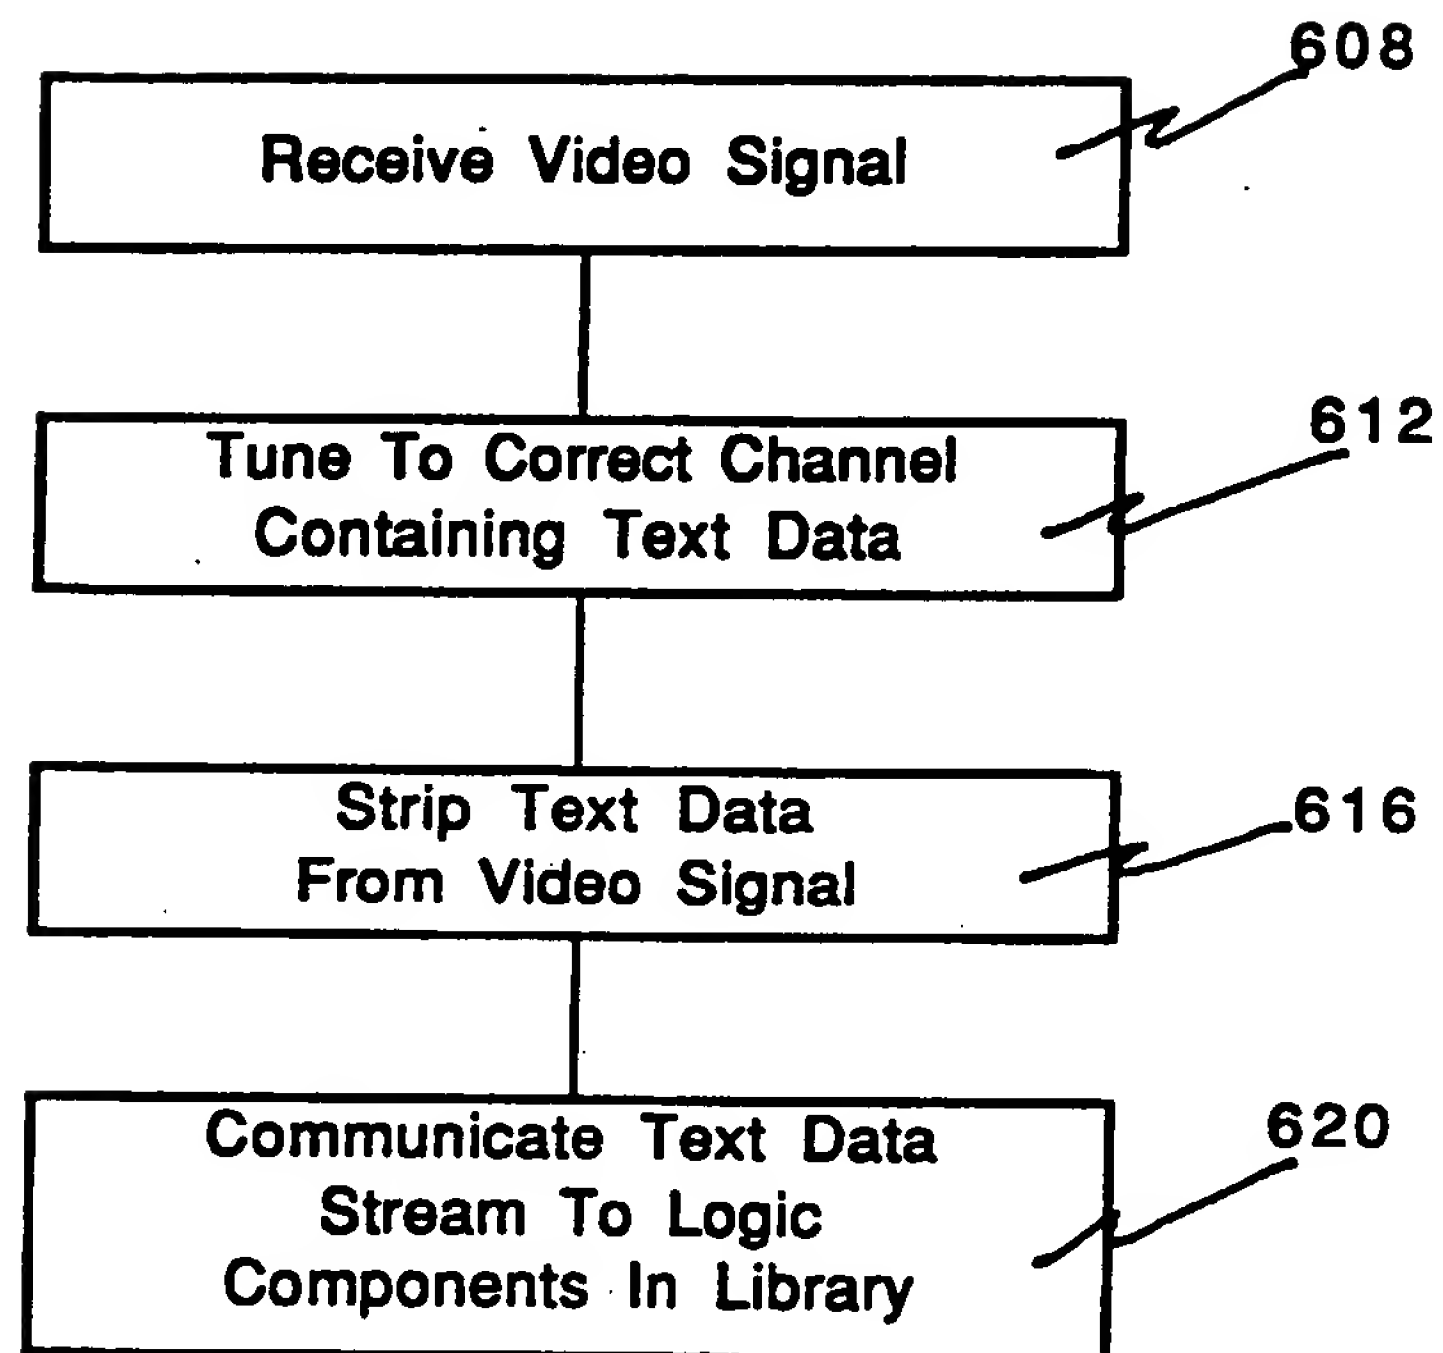 608
Receive Video Signal
612
Tune To Correct Channel
Containing Text Data
616
Strip Text Data
From Video Signal
620
Communicate Text Data
Stream To Logic
Components In Library